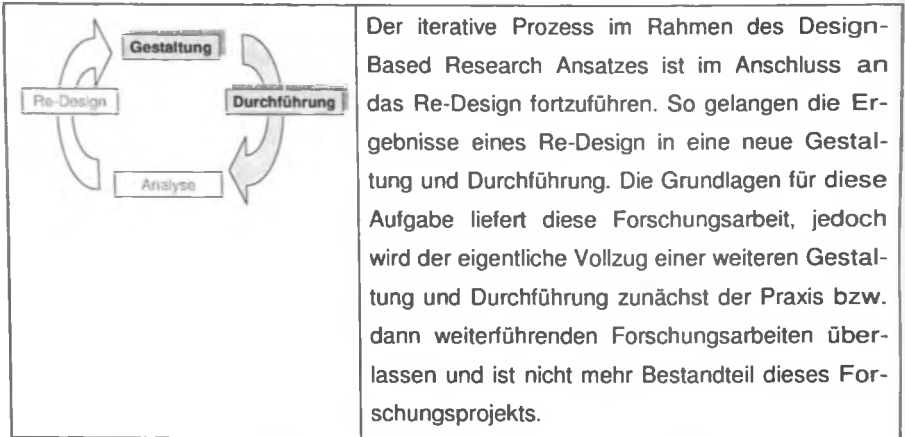 Gestaltung
Re-Design
Durchführung
Analyse
Der iterative Prozess im Rahmen des Design-
Based Research Ansatzes ist im Anschluss an
das Re-Design fortzuführen. So gelangen die Er-
gebnisse eines Re-Design in eine neue Gestal-
tung und Durchführung. Die Grundlagen für diese
Aufgabe liefert diese Forschungsarbeit, jedoch
wird der eigentliche Vollzug einer weiteren Gestal-
tung und Durchführung zunächst der Praxis bzw.
dann weiterführenden Forschungsarbeiten über-
lassen und ist nicht mehr Bestandteil dieses For-
schungsprojekts.